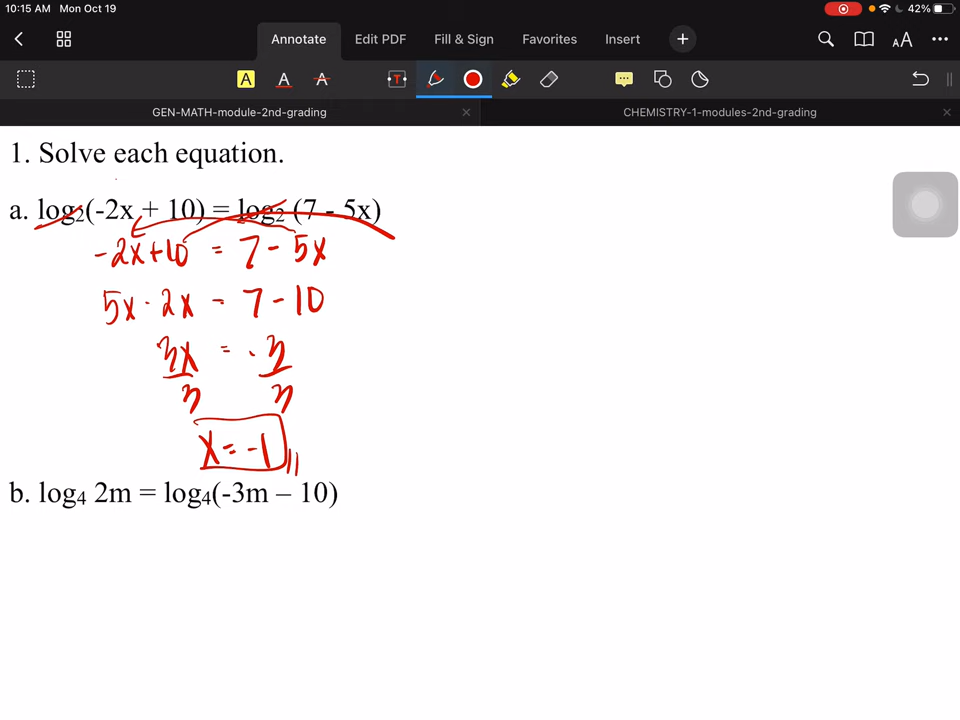 10:15 AM Mon Oct 19 42%
Annotate Edit PDF Fill & Sign Favorites Insert AA
A A A T
GEN-MATH-module-2nd-grading CHEMISTRY-1-modules-2nd-grading
1. Solve each equation.
a. log₂(-2x + 10) = log₂ (7 - 5x)
-2x+10 = 7 - 5x
5x - 2x = 7 - 10
3x = -3
3 3
x = -1
b. log₄ 2m = log₄(-3m – 10)